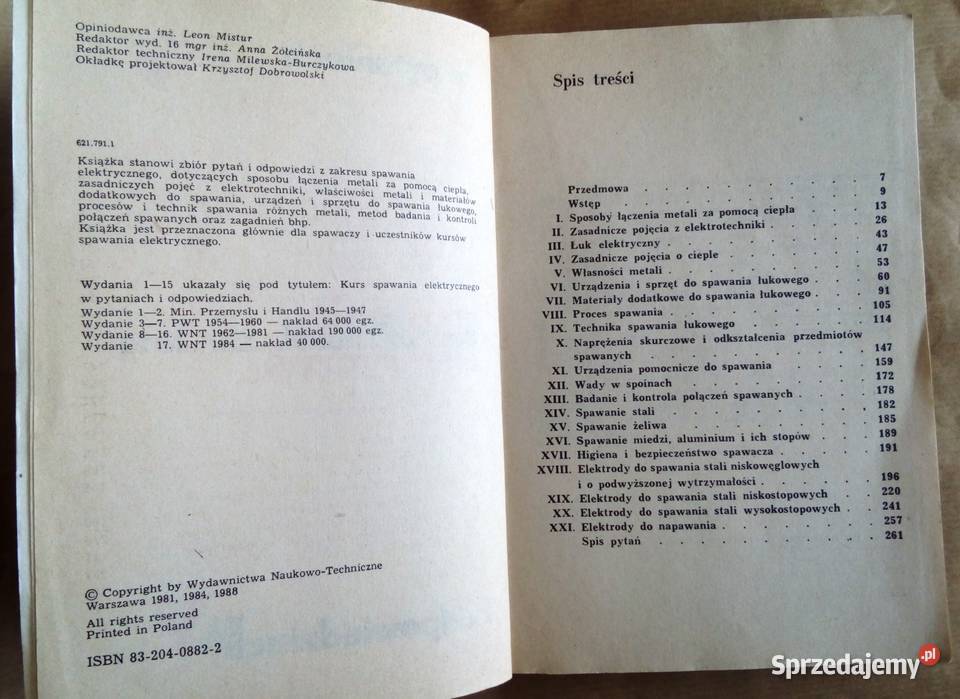 Opiniodawca inż. Leon Mistur
Redaktor wyd. 16 mgr inż. Anna Żółcińska
Redaktor techniczny Irena Milewska-Burczykowa
Okładkę projektował Krzysztof Dobrowolski
621.791.1
Książka stanowi zbiór pytań i odpowiedzi z zakresu spawania
elektrycznego, dotyczących sposobu łączenia metali za pomocą ciepła,
zasadniczych pojęć z elektrotechniki, właściwości metali i materiałów
dodatkowych do spawania, urządzeń i sprzętu do spawania łukowego,
procesów i technik spawania różnych metali, metod badania i kontroli
połączeń spawanych oraz zagadnień bhp.
Książka jest przeznaczona głównie dla spawaczy i uczestników kursów
spawania elektrycznego.
Wydania 1—15 ukazały się pod tytułem: Kurs spawania elektrycznego
w pytaniach i odpowiedziach.
Wydanie 1—2. Min. Przemysłu i Handlu 1945—1947
Wydanie 3—7. PWT 1954—1960 — nakład 64 000 egz.
Wydanie 8—16. WNT 1962—1981 — nakład 190 000 egz.
Wydanie 17. WNT 1984 — nakład 40 000.
© Copyright by Wydawnictwa Naukowo-Techniczne
Warszawa 1981, 1984, 1988
All rights reserved
Printed in Poland
ISBN 83-204-0882-2
Spis treści
Przedmowa . . . . . . . . . . 7
Wstęp . . . . . . . . . . 9
I. Sposoby łączenia metali za pomocą ciepła . . . 13
II. Zasadnicze pojęcia z elektrotechniki . . . . 26
III. Łuk elektryczny . . . . . . . . 43
IV. Zasadnicze pojęcia o cieple . . . . . . 47
V. Własności metali . . . . . . . . 53
VI. Urządzenia i sprzęt do spawania łukowego . . . 60
VII. Materiały dodatkowe do spawania łukowego . . . 91
VIII. Proces spawania . . . . . . . . 105
IX. Technika spawania łukowego . . . . . 114
X. Naprężenia skurczowe i odkształcenia przedmiotów
spawanych . . . . . . . . . 147
XI. Urządzenia pomocnicze do spawania . . . . 159
XII. Wady w spoinach . . . . . . . 172
XIII. Badanie i kontrola połączeń spawanych . . . . 178
XIV. Spawanie stali . . . . . . . . 182
XV. Spawanie żeliwa . . . . . . . . 185
XVI. Spawanie miedzi, aluminium i ich stopów . . . 189
XVII. Higiena i bezpieczeństwo spawacza . . . . 191
XVIII. Elektrody do spawania stali niskowęglowych
i o podwyższonej wytrzymałości . . . . . 196
XIX. Elektrody do spawania stali niskostopowych . . 220
XX. Elektrody do spawania stali wysokostopowych . . 241
XXI. Elektrody do napawania . . . . . . 257
Spis pytań . . . . . . . . . 261
Sprzedajemy.pl